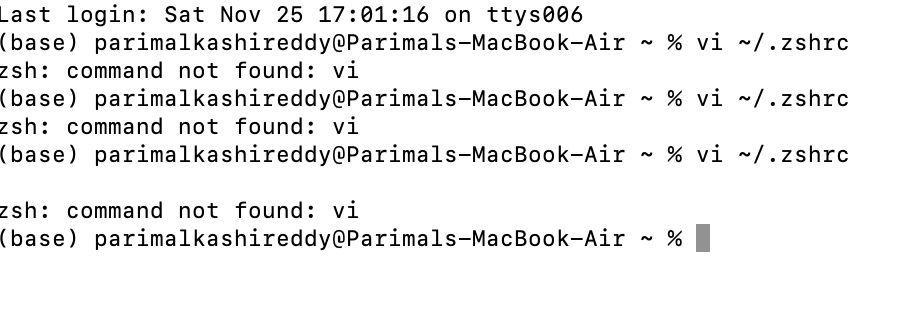 Last login: Sat Nov 25 17:01:16 on ttys006
(base) parimalkashireddy@Parimals-MacBook-Air ~ % vi ~/.zshrc
zsh: command not found: vi
(base) parimalkashireddy@Parimals-MacBook-Air ~ % vi ~/.zshrc
zsh: command not found: vi
(base) parimalkashireddy@Parimals-MacBook-Air ~ % vi ~/.zshrc
zsh: command not found: vi
(base) parimalkashireddy@Parimals-MacBook-Air ~ %